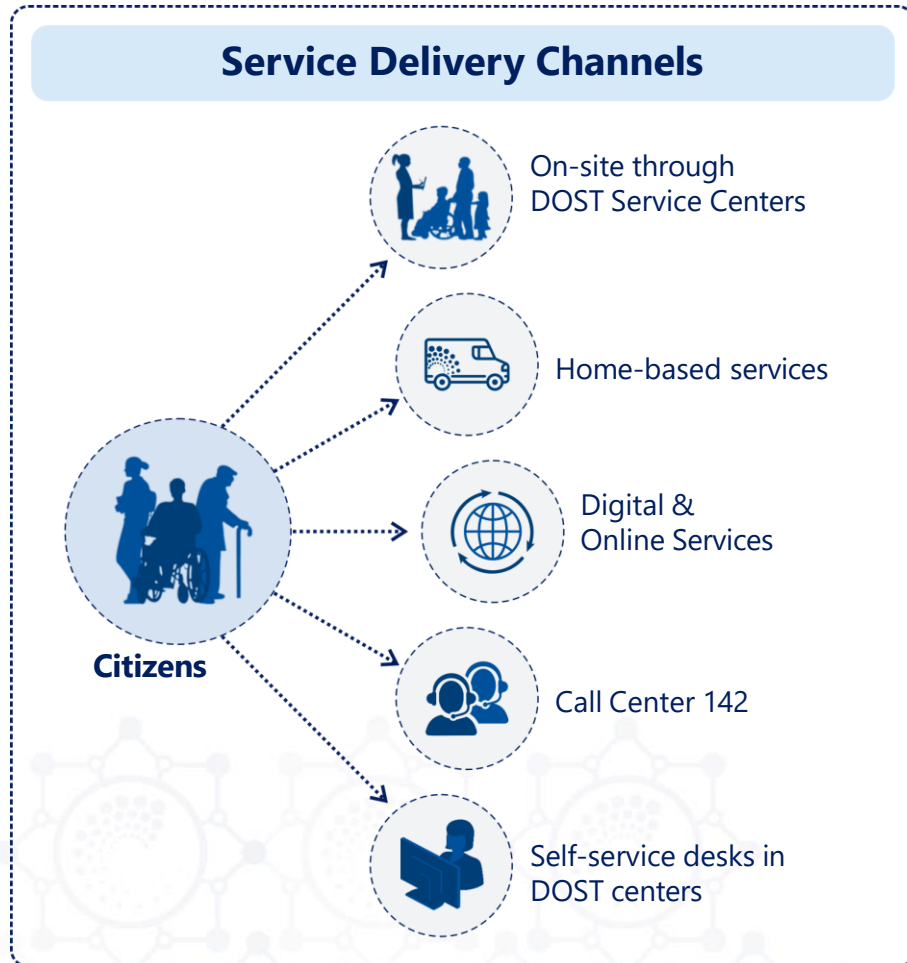 Service Delivery Channels
On-site through
DOST Service Centers
Home-based services
Digital &
Online Services
Citizens
Call Center 142
Self-service desks in
DOST centers